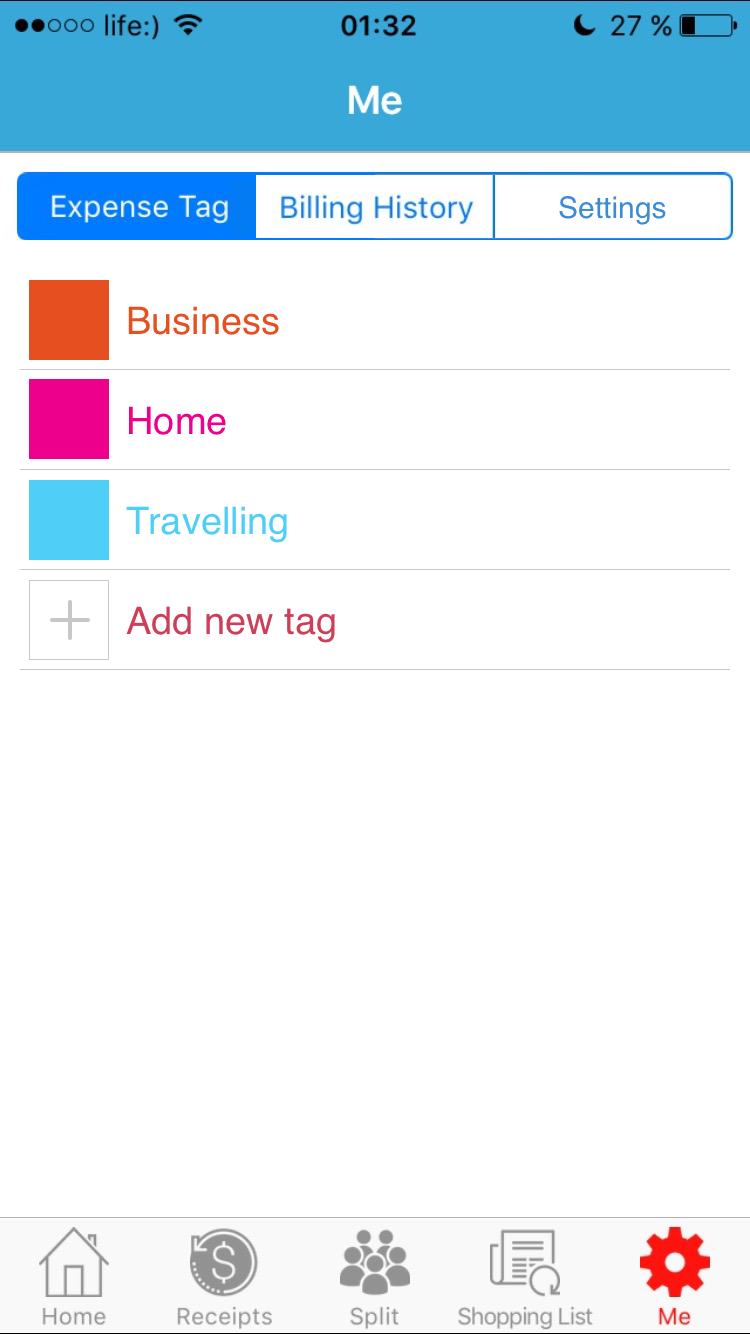 life:) 01:32 27 %
Me
Expense Tag Billing History Settings
Business
Home
Travelling
Add new tag
Home Receipts Split Shopping List Me